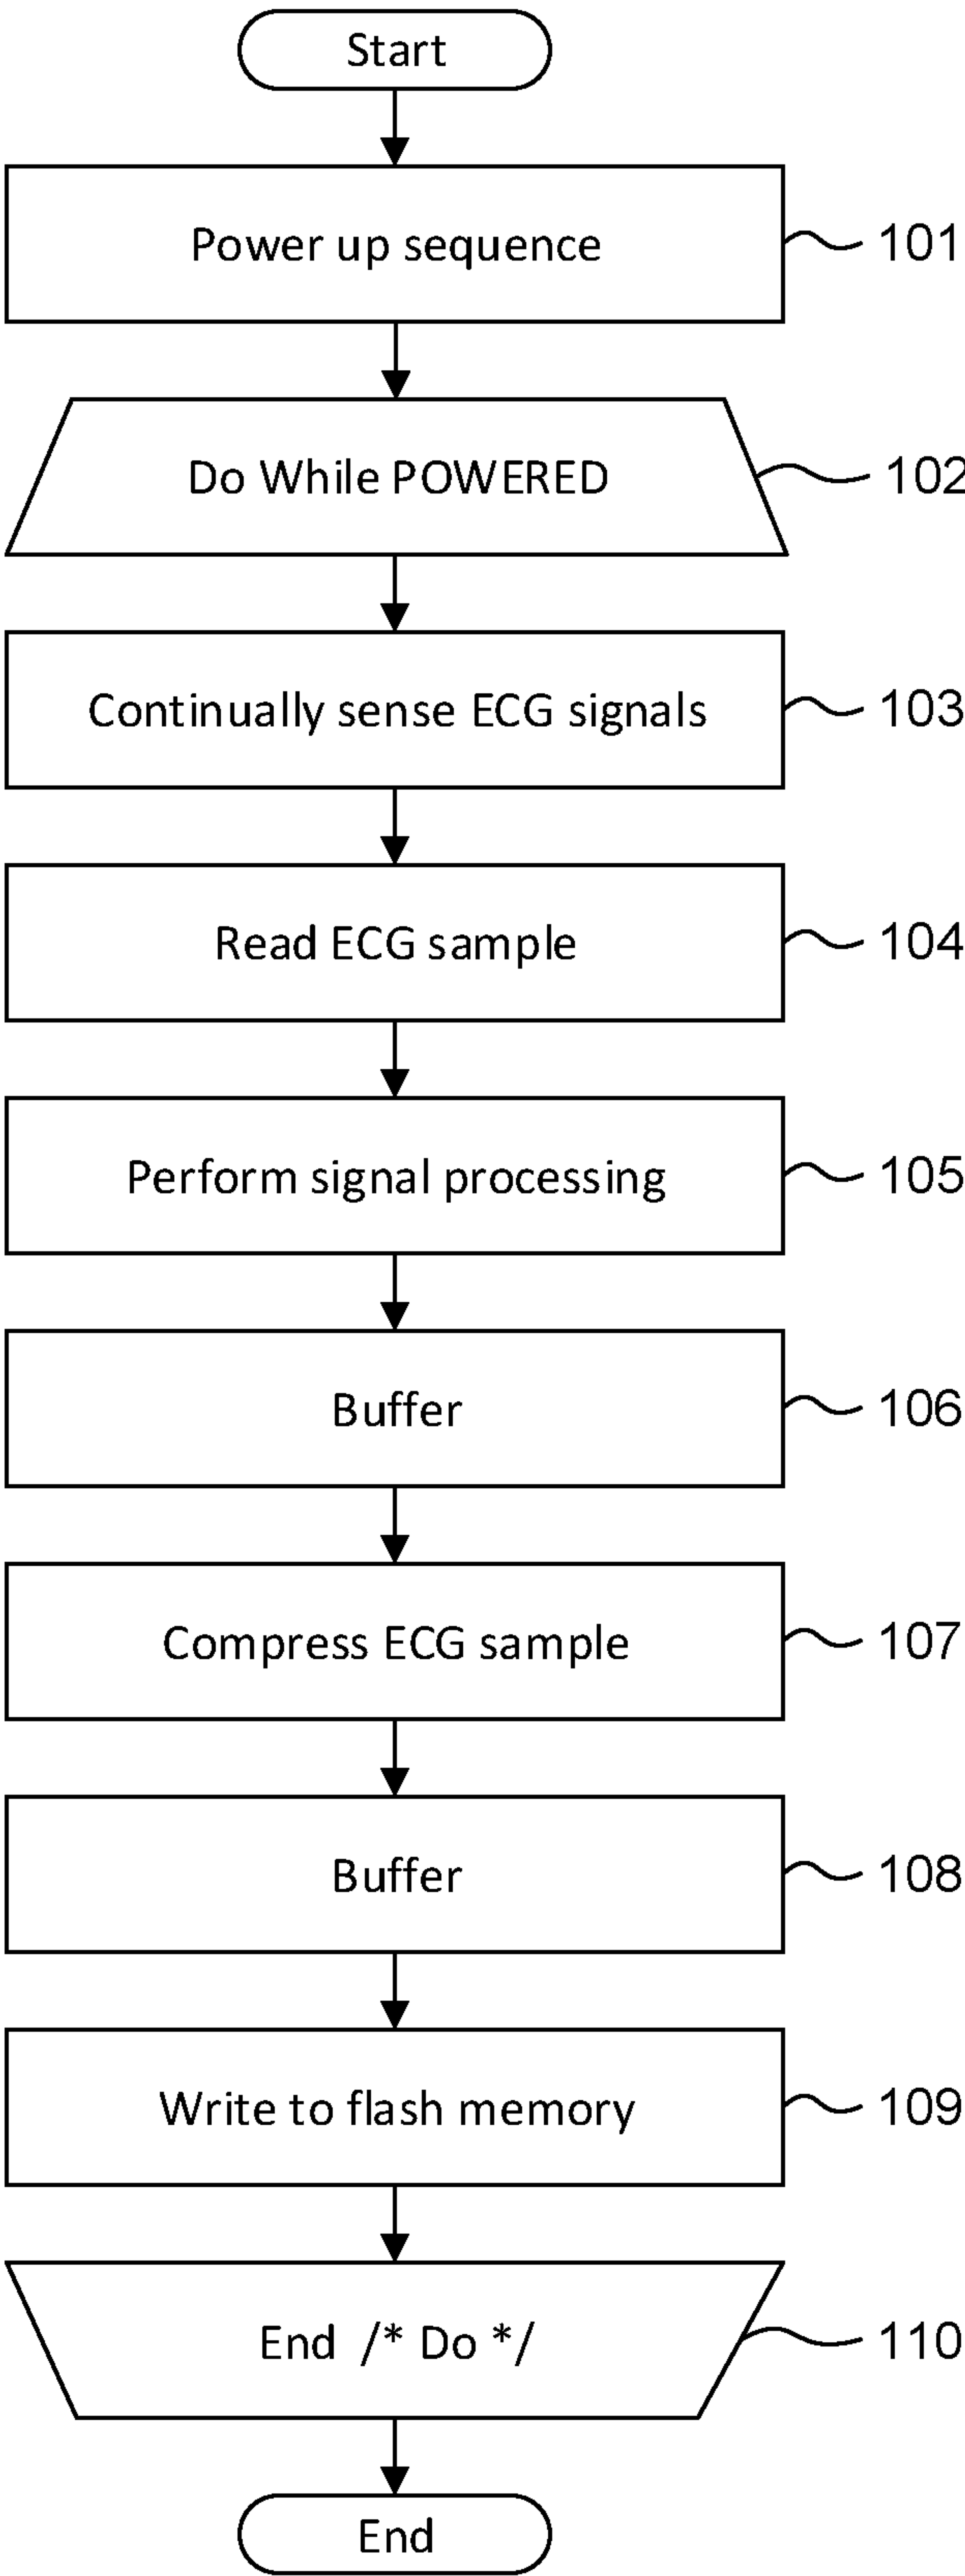 Start
Power up sequence 101
Do While POWERED 102
Continually sense ECG signals 103
Read ECG sample 104
Perform signal processing 105
Buffer 106
Compress ECG sample 107
Buffer 108
Write to flash memory 109
End /* Do */ 110
End